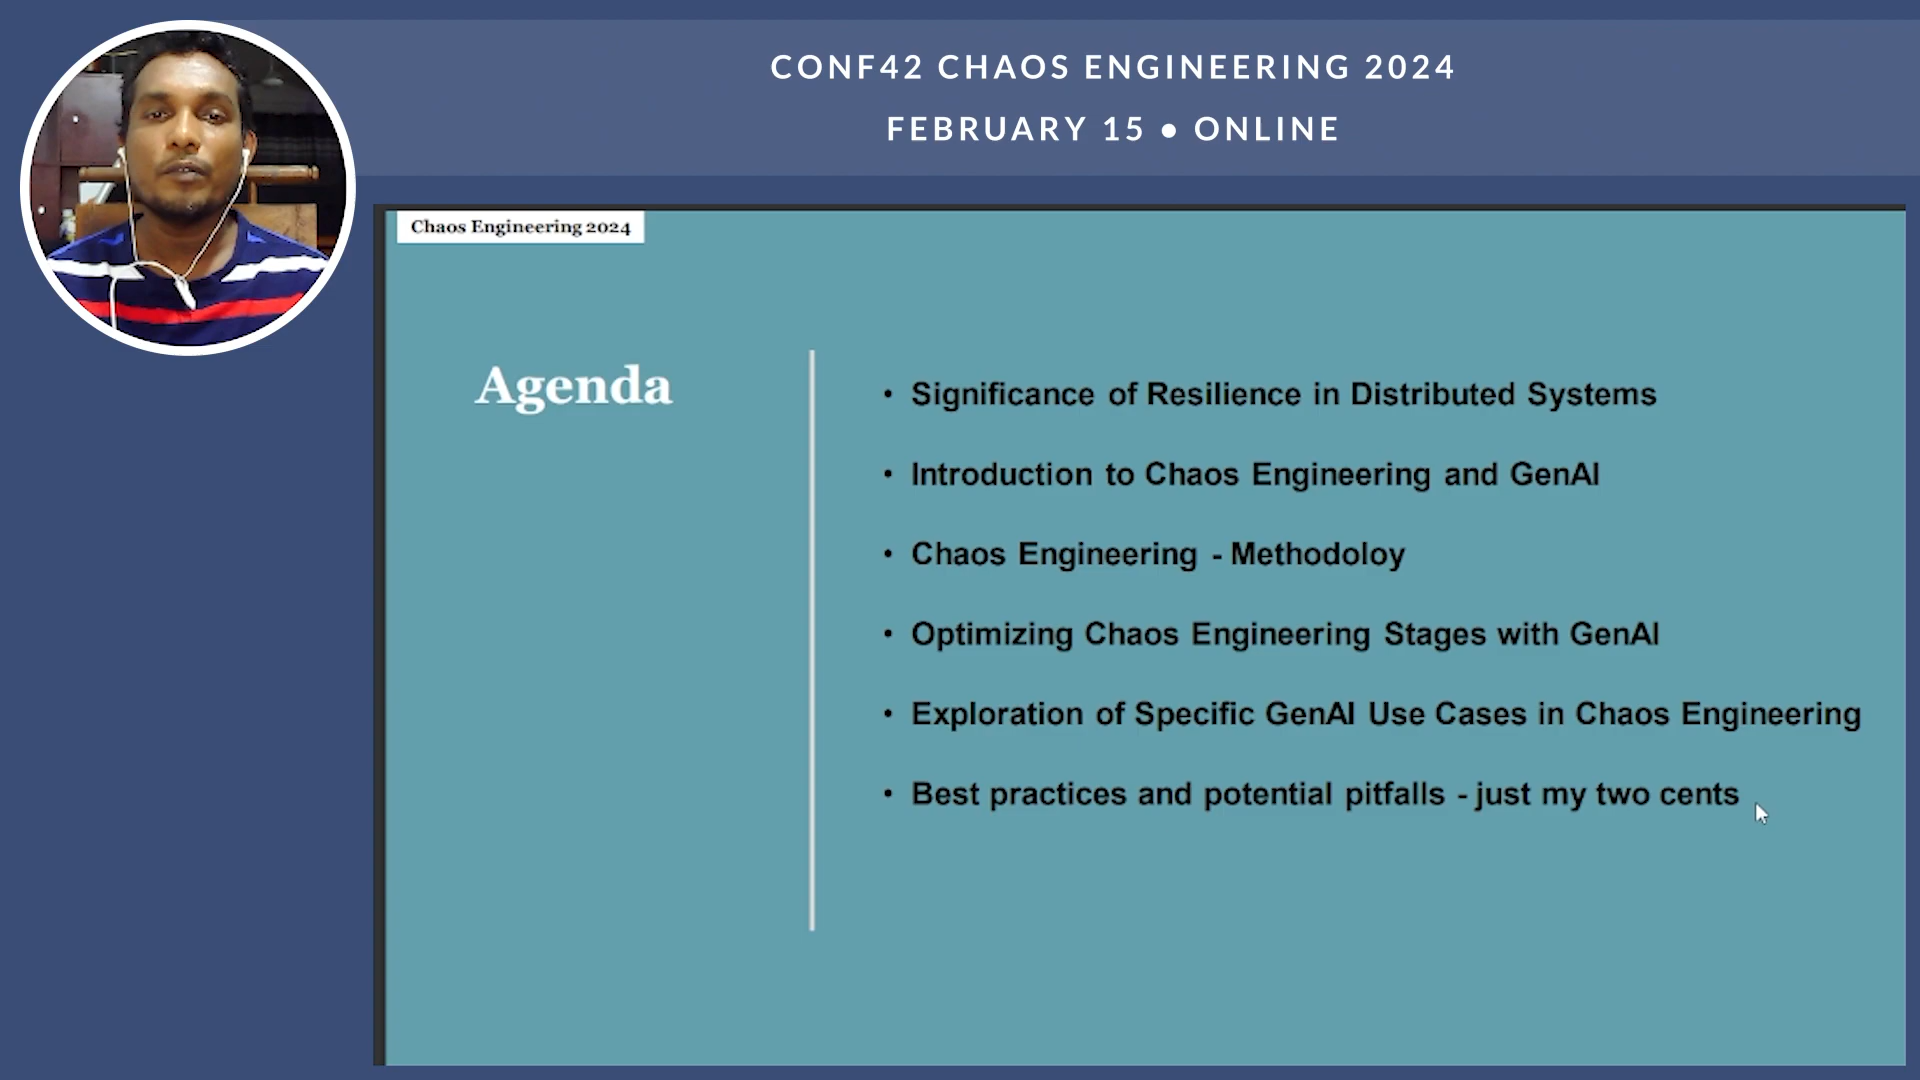 CONF42 CHAOS ENGINEERING 2024
FEBRUARY 15 • ONLINE
Chaos Engineering 2024
Agenda
• Significance of Resilience in Distributed Systems
• Introduction to Chaos Engineering and GenAI
• Chaos Engineering - Methodoloy
• Optimizing Chaos Engineering Stages with GenAI
• Exploration of Specific GenAI Use Cases in Chaos Engineering
• Best practices and potential pitfalls - just my two cents